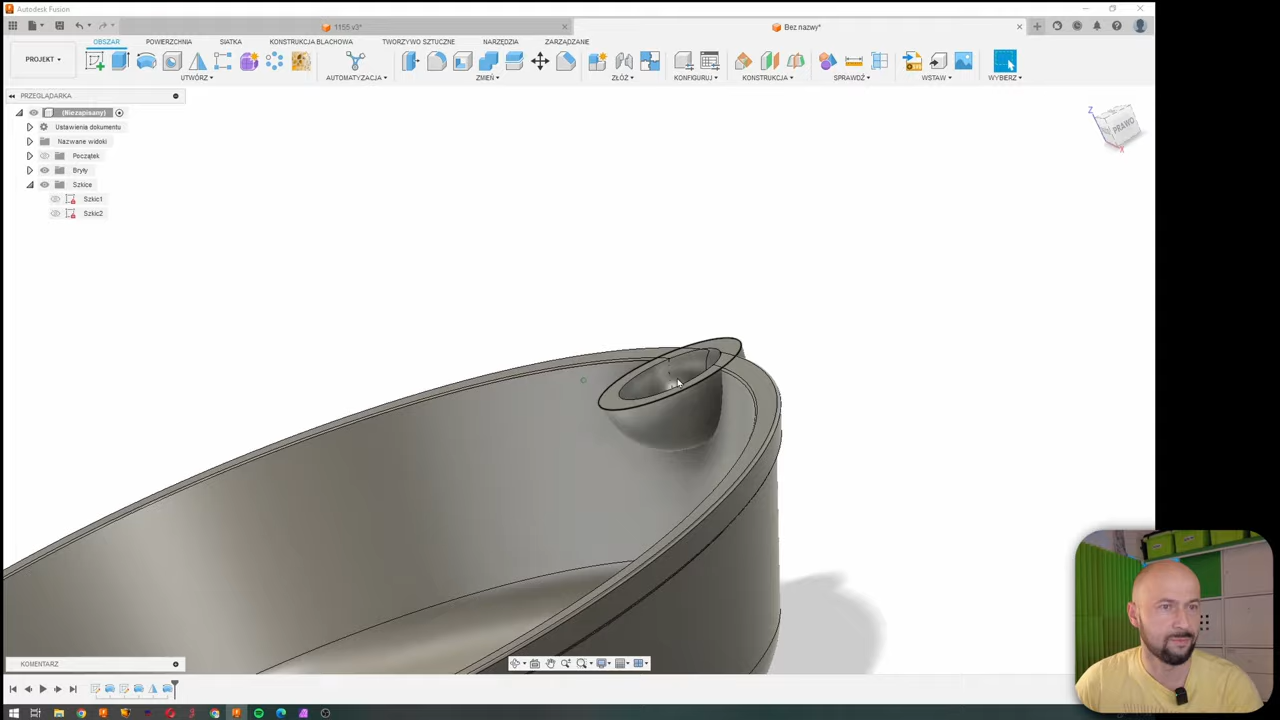 Autodesk Fusion
1155 v3*
Bez nazwy*
PROJEKT
OBSZAR
POWIERZCHNIA
SIATKA
KONSTRUKCJA BLACHOWA
TWORZYWO SZTUCZNE
NARZĘDZIA
ZARZĄDZANIE
UTWÓRZ
AUTOMATYZACJA
ZMIEŃ
ZŁÓŻ
KONFIGURUJ
KONSTRUKCJA
SPRAWDŹ
WSTAW
WYBIERZ
PRZEGLĄDARKA
(Niezapisany)
Ustawienia dokumentu
Nazwane widoki
Początek
Bryły
Szkice
Szkic1
Szkic2
Z
PRAWO
X
KOMENTARZ